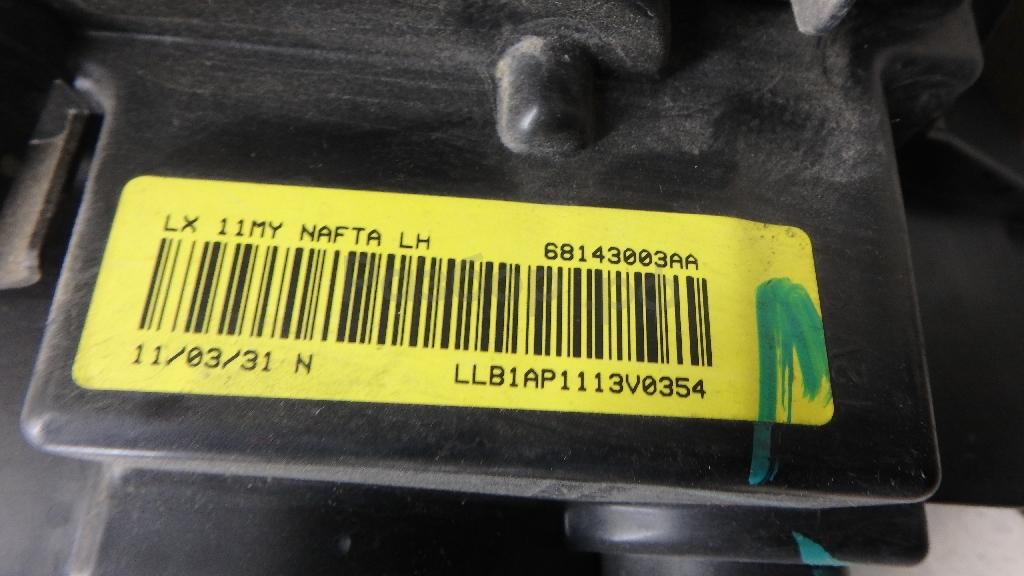 LX 11MY NAFTA LH
68143003AA
11/03/31 N
LLB1AP1113V0354